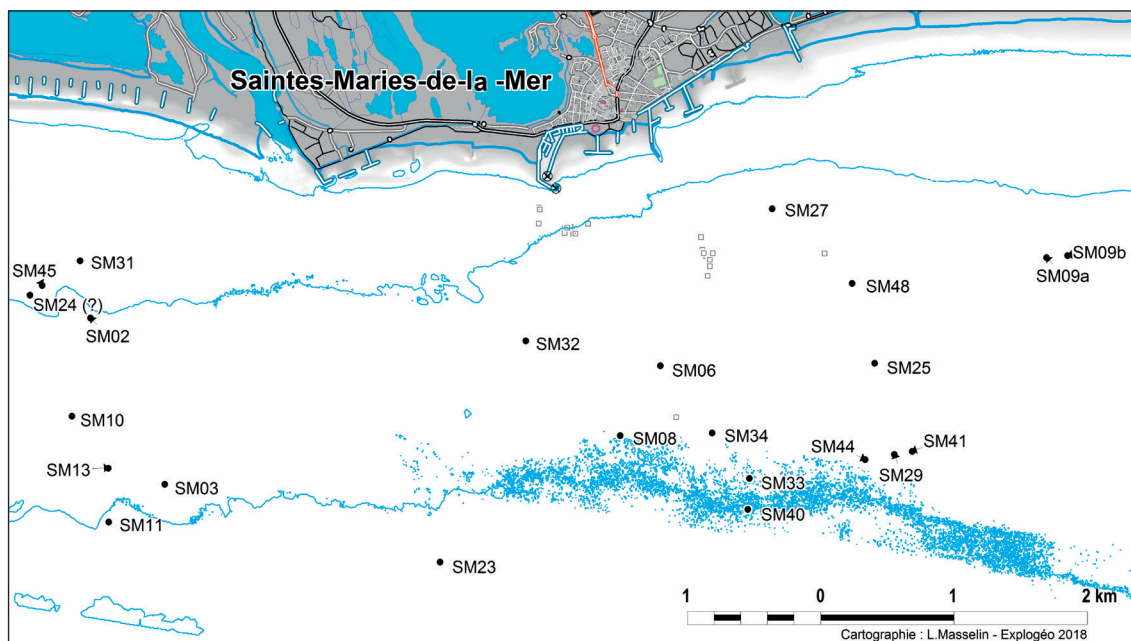 Saintes-Maries-de-la -Mer
SM27
SM09b
SM09a
SM31
SM45
SM24 (?)
SM02
SM48
SM32
SM06
SM25
SM10
SM08
SM34
SM44
SM41
SM29
SM13
SM03
SM33
SM11
SM40
SM23
1 0 1 2 km
Cartographie : L.Masselin - Explogéo 2018